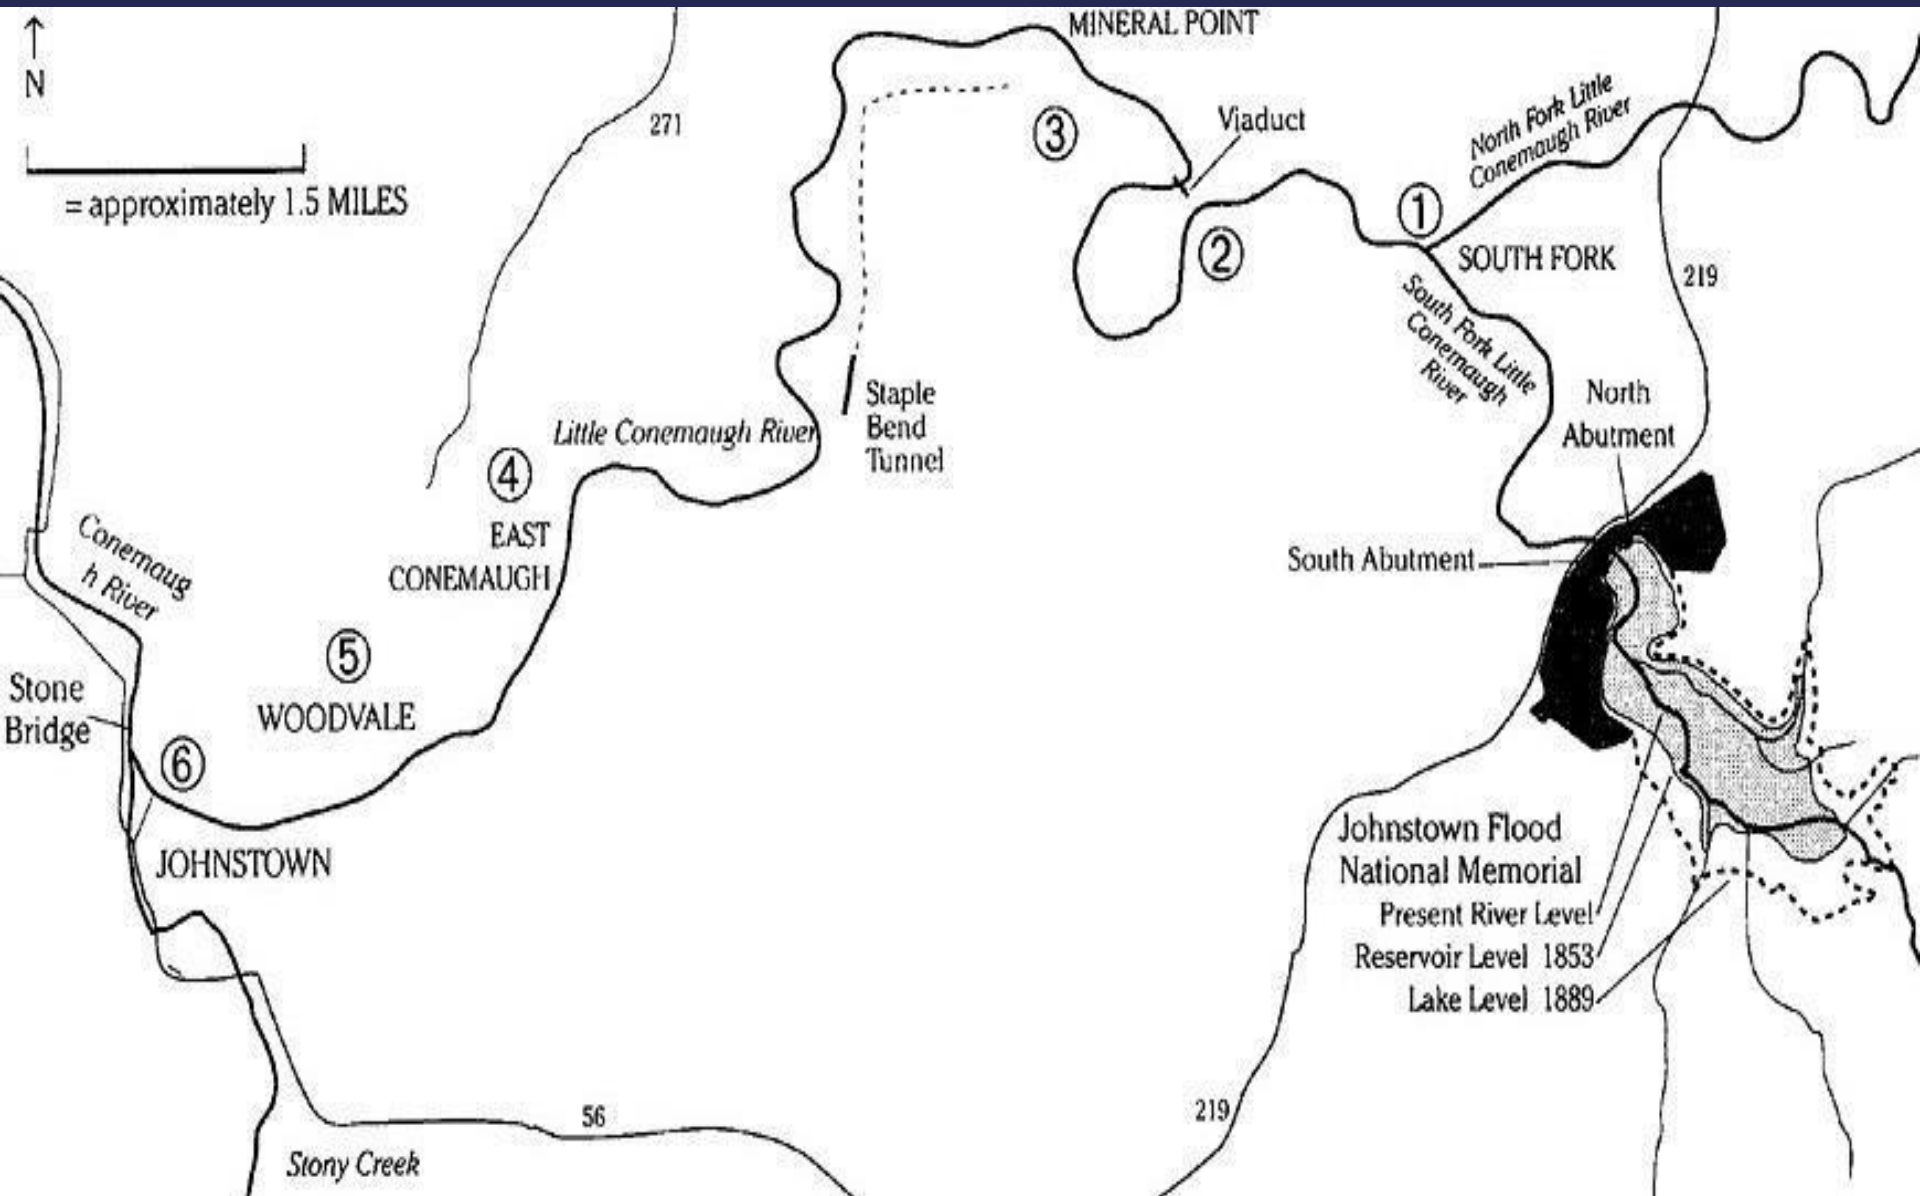 MINERAL POINT
N
271
3
Viaduct
North Fork Little
Conemaugh River
= approximately 1.5 MILES
1
2
SOUTH FORK
219
South Fork Little
Conemaugh
River
North
Abutment
Staple
Bend
Tunnel
Little Conemaugh River
4
EAST
CONEMAUGH
Conemaug
h River
South Abutment
5
WOODVALE
Stone
Bridge
6
JOHNSTOWN
Johnstown Flood
National Memorial
Present River Level
Reservoir Level 1853
Lake Level 1889
56
219
Stony Creek